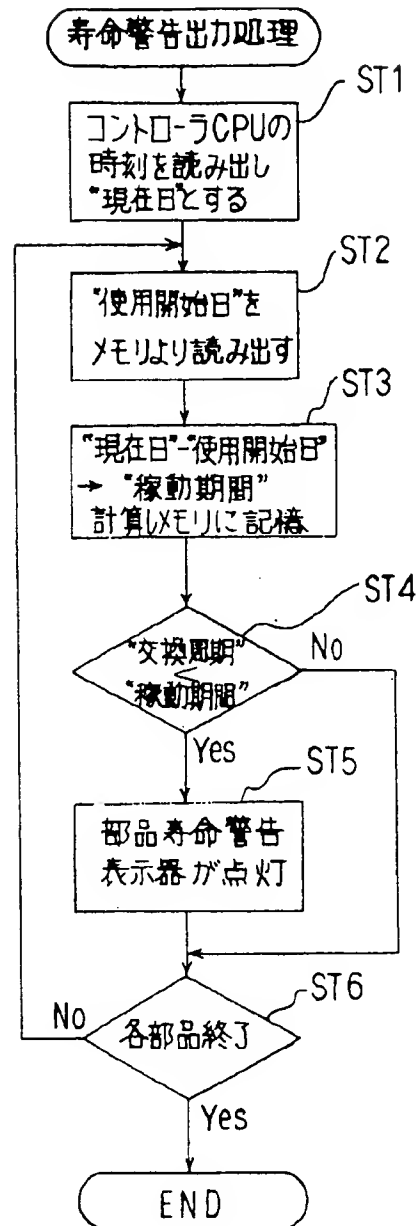 寿命警告出力処理
ST1
コントローラCPUの
時刻を読み出し
"現在日"とする
ST2
"使用開始日"を
メモリより読み出す
ST3
"現在日"-"使用開始日"
→ "稼動期間"
計算しメモリに記憶
ST4
"交換周期"
<
"稼動期間"
No
Yes
ST5
部品寿命警告
表示器が点灯
ST6
No
各部品終了
Yes
END